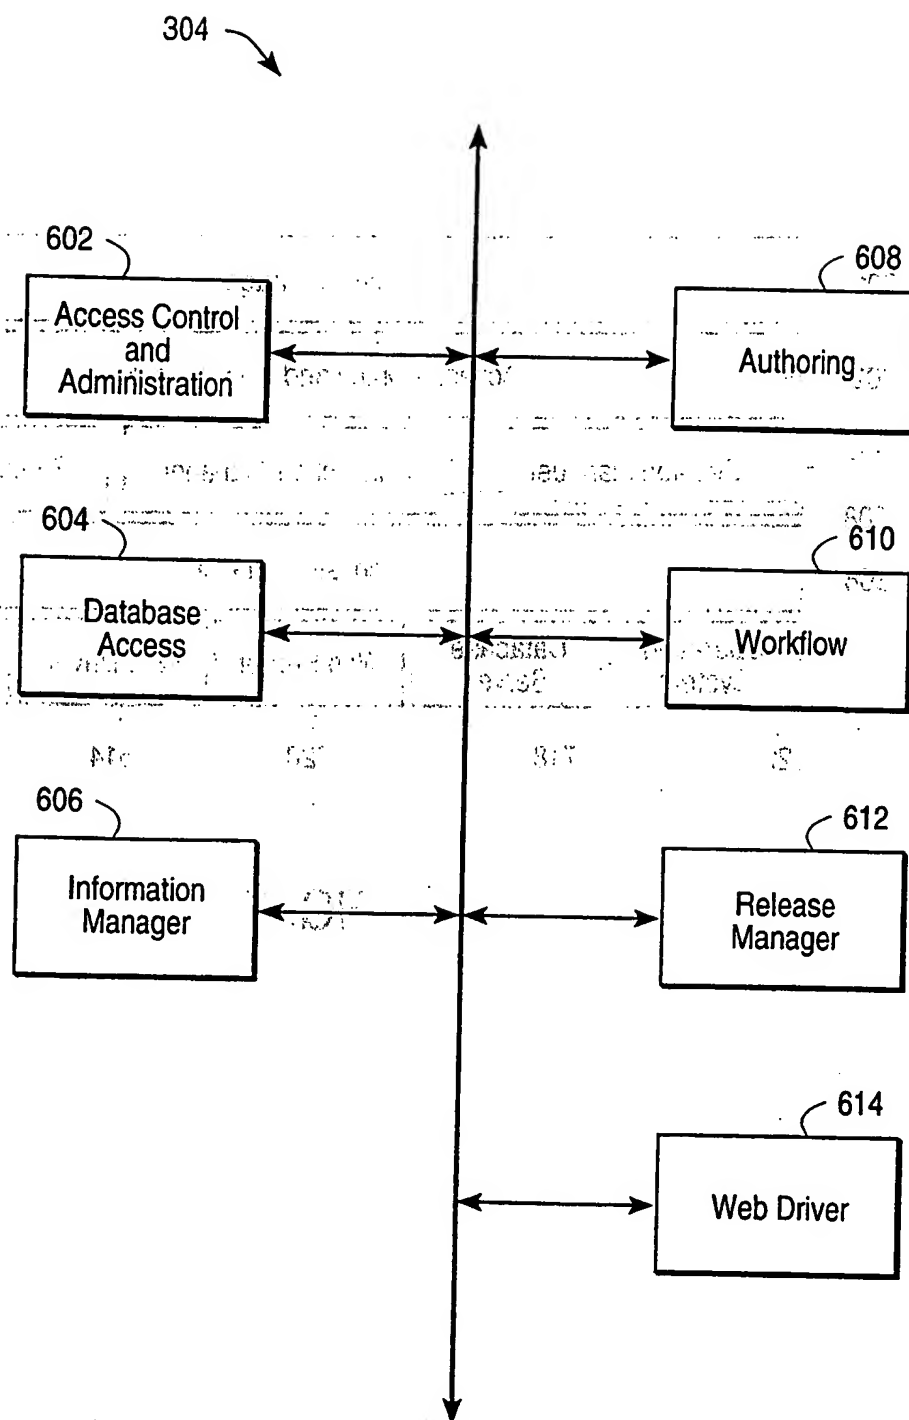 304
602
Access Control
and
Administration
608
Authoring
604
Database
Access
610
Workflow
606
Information
Manager
612
Release
Manager
614
Web Driver